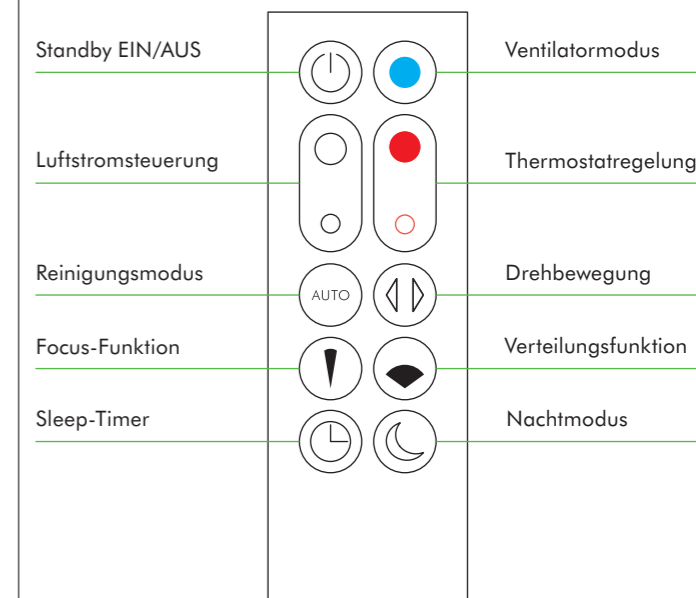 Standby EIN/AUS
Ventilatormodus
Luftstromsteuerung
Thermostatregelung
Reinigungsmodus
AUTO
Drehbewegung
Focus-Funktion
Verteilungsfunktion
Sleep-Timer
Nachtmodus